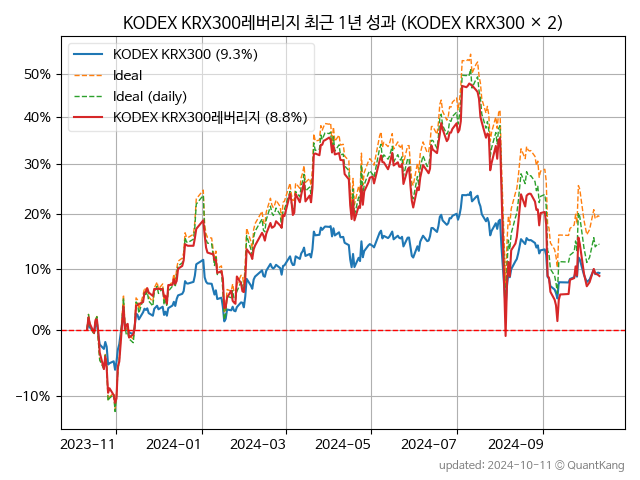 KODEX KRX300레버리지 최근 1년 성과 (KODEX KRX300 × 2)
KODEX KRX300 (9.3%)
Ideal
Ideal (daily)
KODEX KRX300레버리지 (8.8%)
50%
40%
30%
20%
10%
0%
−10%
2023-11
2024-01
2024-03
2024-05
2024-07
2024-09
updated: 2024-10-11 © QuantKang